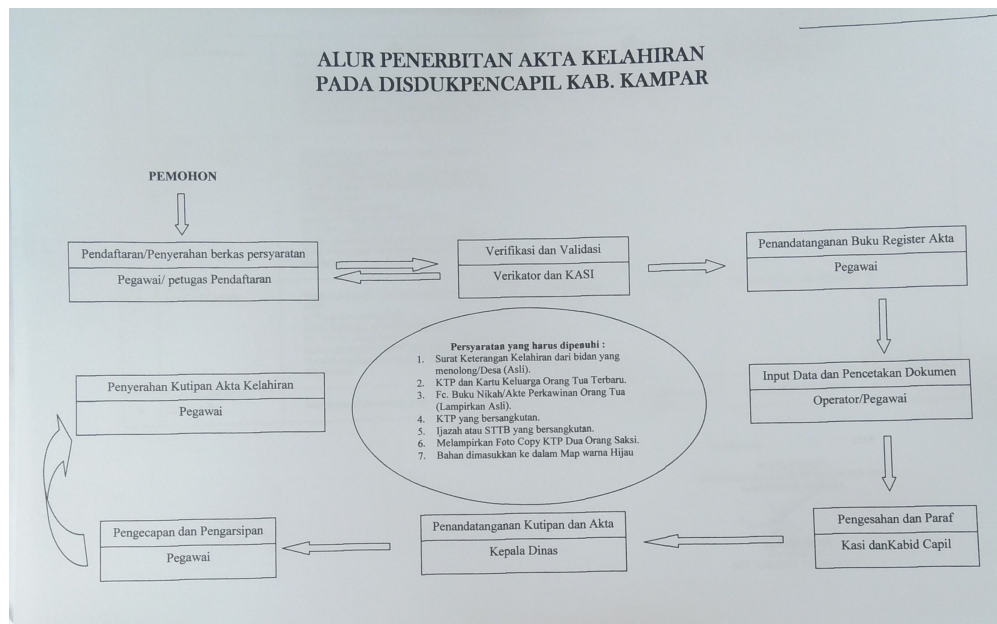 ALUR PENERBITAN AKTA KELAHIRAN
PADA DISDUKPENCAPIL KAB. KAMPAR
PEMOHON
Pendaftaran/Penyerahan berkas persyaratan
Pegawai/ petugas Pendaftaran
Verifikasi dan Validasi
Verikator dan KASI
Penandatanganan Buku Register Akta
Pegawai
Input Data dan Pencetakan Dokumen
Operator/Pegawai
Pengesahan dan Paraf
Kasi danKabid Capil
Penandatanganan Kutipan dan Akta
Kepala Dinas
Pengecapan dan Pengarsipan
Pegawai
Penyerahan Kutipan Akta Kelahiran
Pegawai
Persyaratan yang harus dipenuhi :
1. Surat Keterangan Kelahiran dari bidan yang
menolong/Desa (Asli).
2. KTP dan Kartu Keluarga Orang Tua Terbaru.
3. Fc. Buku Nikah/Akte Perkawinan Orang Tua
(Lampirkan Asli).
4. KTP yang bersangkutan.
5. Ijazah atau STTB yang bersangkutan.
6. Melampirkan Foto Copy KTP Dua Orang Saksi.
7. Bahan dimasukkan ke dalam Map warna Hijau